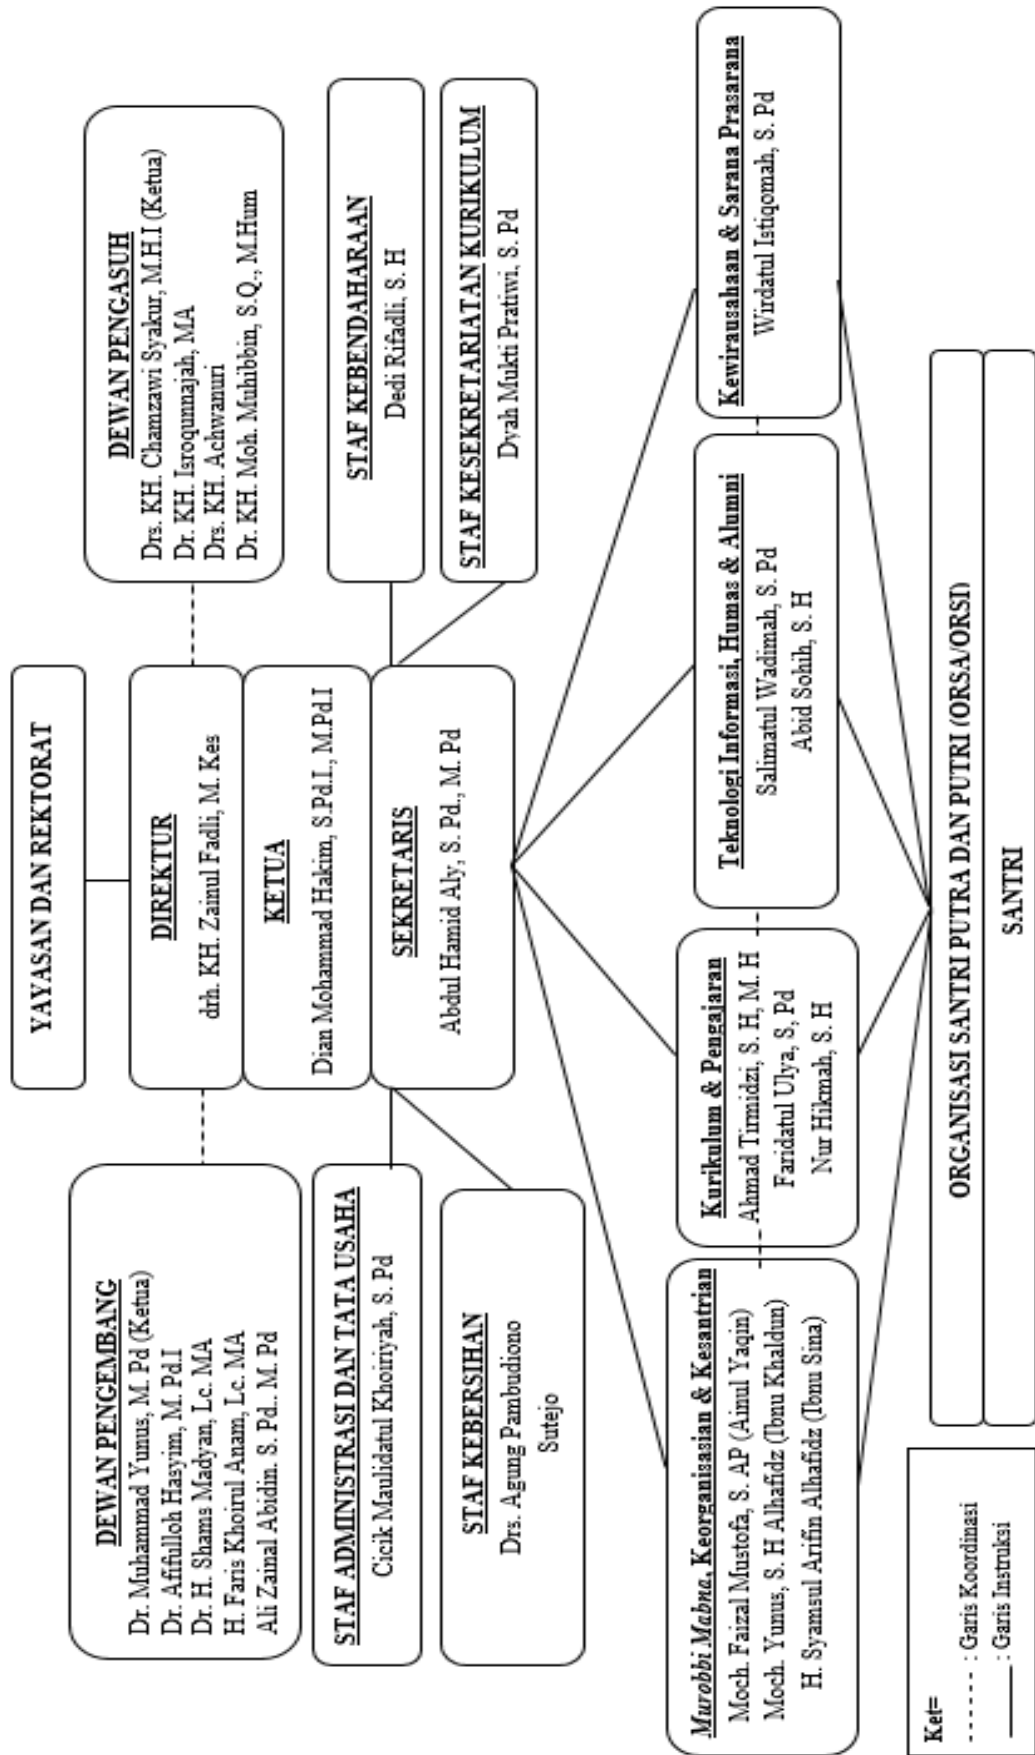 YAYASAN DAN REKTORAT
DEWAN PENGEMBANG
Dr. Muhammad Yunus, M. Pd (Ketua)
Dr. Afifulloh Hasyim, M. Pd.I
Dr. H. Shams Madyan, Lc. MA
H. Faris Khoirul Anam, Lc. MA
Ali Zainal Abidin. S. Pd.. M. Pd
DIREKTUR
drh. KH. Zainul Fadli, M. Kes
DEWAN PENGASUH
Drs. KH. Chamzawi Syakur, M.H.I (Ketua)
Dr. KH. Isroqunnajah, MA
Drs. KH. Achwanuri
Dr. KH. Moh. Muhibbin, S.Q., M.Hum
KETUA
Dian Mohammad Hakim, S.Pd.I., M.Pd.I
STAF ADMINISTRASI DAN TATA USAHA
Cicik Maulidatul Khoiriyah, S. Pd
SEKRETARIS
Abdul Hamid Aly, S. Pd., M. Pd
STAF KEBENDAHARAAN
Dedi Rifadli, S. H
STAF KEBERSIHAN
Drs. Agung Pambudiono
Sutejo
STAF KESEKRETARIATAN KURIKULUM
Dyah Mukti Pratiwi, S. Pd
Murobbi Mabna, Keorganisasian & Kesantrian
Moch. Faizal Mustofa, S. AP (Ainul Yaqin)
Moch. Yunus, S. H Alhafidz (Ibnu Khaldun)
H. Syamsul Arifin Alhafidz (Ibnu Sina)
Kurikulum & Pengajaran
Ahmad Tirmidzi, S. H, M. H
Faridatul Ulya, S, Pd
Nur Hikmah, S. H
Teknologi Informasi, Humas & Alumni
Salimatul Wadimah, S. Pd
Abid Sohih, S. H
Kewirausahaan & Sarana Prasarana
Wirdatul Istiqomah, S. Pd
ORGANISASI SANTRI PUTRA DAN PUTRI (ORSA/ORSI)
SANTRI
Ket=
------ : Garis Koordinasi
—— : Garis Instruksi